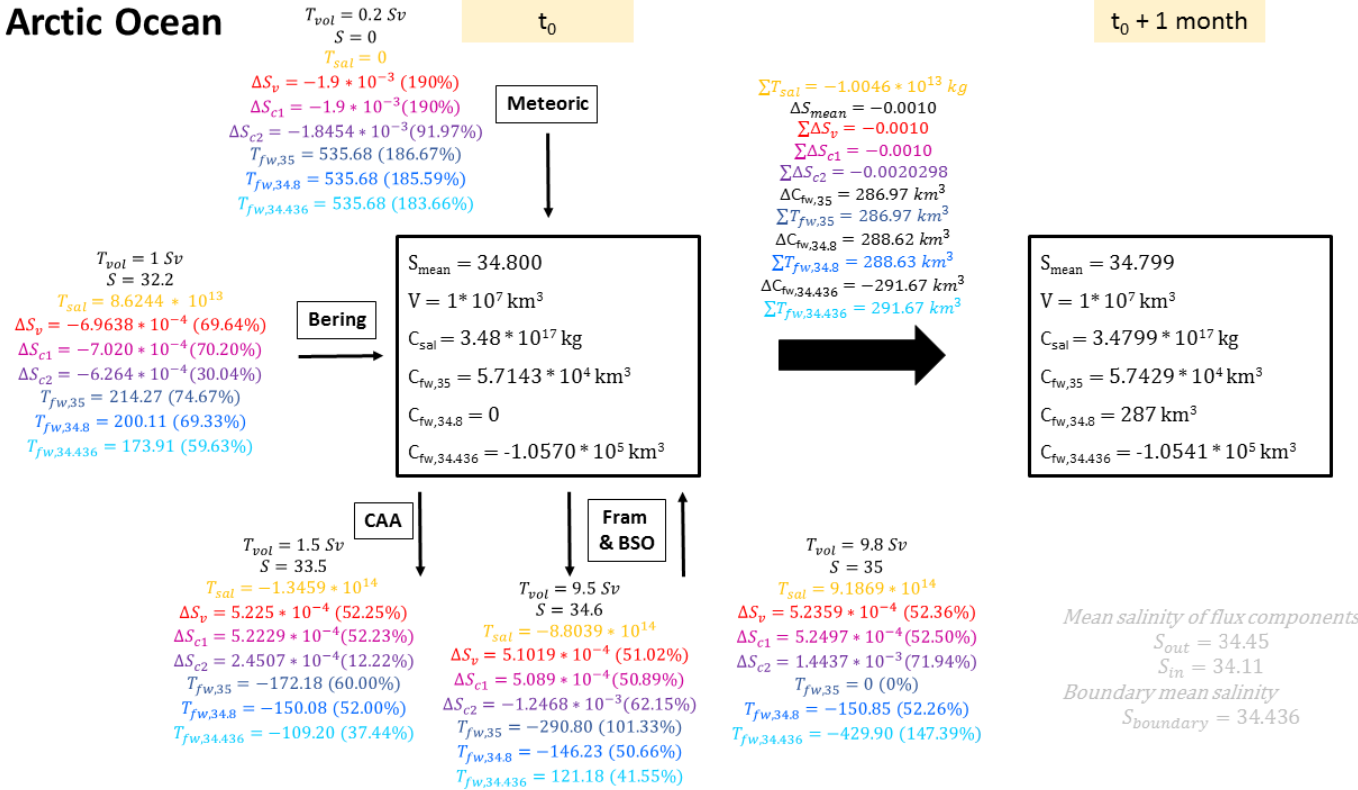 Arctic Ocean
T_vol = 0.2 Sv
S = 0
T_sal = 0
ΔS_v = −1.9 * 10^−3 (190%)
ΔS_c1 = −1.9 * 10^−3(190%)
ΔS_c2 = −1.8454 * 10^−3(91.97%)
T_fw,35 = 535.68 (186.67%)
T_fw,34.8 = 535.68 (185.59%)
T_fw,34.436 = 535.68 (183.66%)
t_0
t_0 + 1 month
Meteoric
∑T_sal = −1.0046 * 10^13 kg
ΔS_mean = −0.0010
∑ΔS_v = −0.0010
∑ΔS_c1 = −0.0010
∑ΔS_c2 = −0.0020298
ΔC_fw,35 = 286.97 km^3
∑T_fw,35 = 286.97 km^3
ΔC_fw,34.8 = 288.62 km^3
∑T_fw,34.8 = 288.63 km^3
ΔC_fw,34.436 = −291.67 km^3
∑T_fw,34.436 = 291.67 km^3
T_vol = 1 Sv
S = 32.2
T_sal = 8.6244 * 10^13
ΔS_v = −6.9638 * 10^−4 (69.64%)
ΔS_c1 = −7.020 * 10^−4 (70.20%)
ΔS_c2 = −6.264 * 10^−4 (30.04%)
T_fw,35 = 214.27 (74.67%)
T_fw,34.8 = 200.11 (69.33%)
T_fw,34.436 = 173.91 (59.63%)
Bering
S_mean = 34.800
V = 1* 10^7 km^3
C_sal = 3.48 * 10^17 kg
C_fw,35 = 5.7143 * 10^4 km^3
C_fw,34.8 = 0
C_fw,34.436 = -1.0570 * 10^5 km^3
S_mean = 34.799
V = 1* 10^7 km^3
C_sal = 3.4799 * 10^17 kg
C_fw,35 = 5.7429 * 10^4 km^3
C_fw,34.8 = 287 km^3
C_fw,34.436 = -1.0541 * 10^5 km^3
CAA
T_vol = 1.5 Sv
S = 33.5
T_sal = −1.3459 * 10^14
ΔS_v = 5.225 * 10^−4 (52.25%)
ΔS_c1 = 5.2229 * 10^−4 (52.23%)
ΔS_c2 = 2.4507 * 10^−4(12.22%)
T_fw,35 = −172.18 (60.00%)
T_fw,34.8 = −150.08 (52.00%)
T_fw,34.436 = −109.20 (37.44%)
Fram
& BSO
T_vol = 9.5 Sv
S = 34.6
T_sal = −8.8039 * 10^14
ΔS_v = 5.1019 * 10^−4 (51.02%)
ΔS_c1 = 5.089 * 10^−4 (50.89%)
ΔS_c2 = −1.2468 * 10^−3(62.15%)
T_fw,35 = −290.80 (101.33%)
T_fw,34.8 = −146.23 (50.66%)
T_fw,34.436 = 121.18 (41.55%)
T_vol = 9.8 Sv
S = 35
T_sal = 9.1869 * 10^14
ΔS_v = 5.2359 * 10^−4 (52.36%)
ΔS_c1 = 5.2497 * 10^−4 (52.50%)
ΔS_c2 = 1.4437 * 10^−3 (71.94%)
T_fw,35 = 0 (0%)
T_fw,34.8 = −150.85 (52.26%)
T_fw,34.436 = −429.90 (147.39%)
Mean salinity of flux components
S_out = 34.45
S_in = 34.11
Boundary mean salinity
S_boundary = 34.436